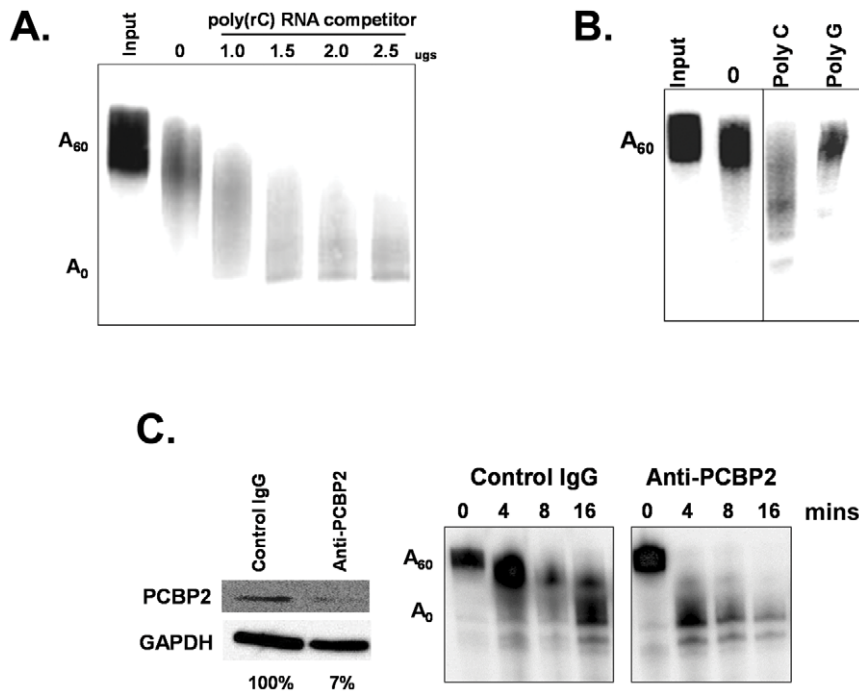 A.
poly(rC) RNA competitor
Input 0 1.0 1.5 2.0 2.5 ugs
A60
A0
B.
Input 0 Poly C Poly G
A60
C.
Control IgG Anti-PCBP2
PCBP2
GAPDH
100% 7%
Control IgG Anti-PCBP2
0 4 8 16 0 4 8 16 mins
A60
A0